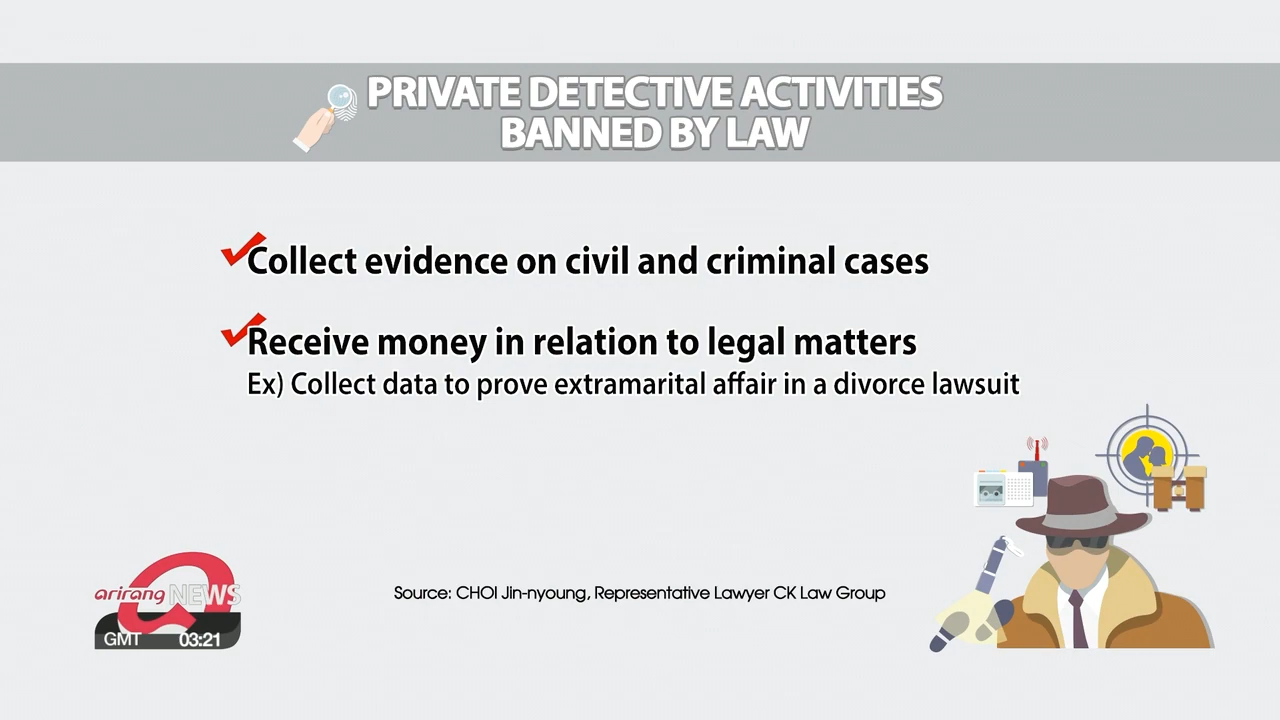 PRIVATE DETECTIVE ACTIVITIES
BANNED BY LAW
Collect evidence on civil and criminal cases
Receive money in relation to legal matters
Ex) Collect data to prove extramarital affair in a divorce lawsuit
Source: CHOI Jin-nyoung, Representative Lawyer CK Law Group
arirang NEWS
GMT 03:21